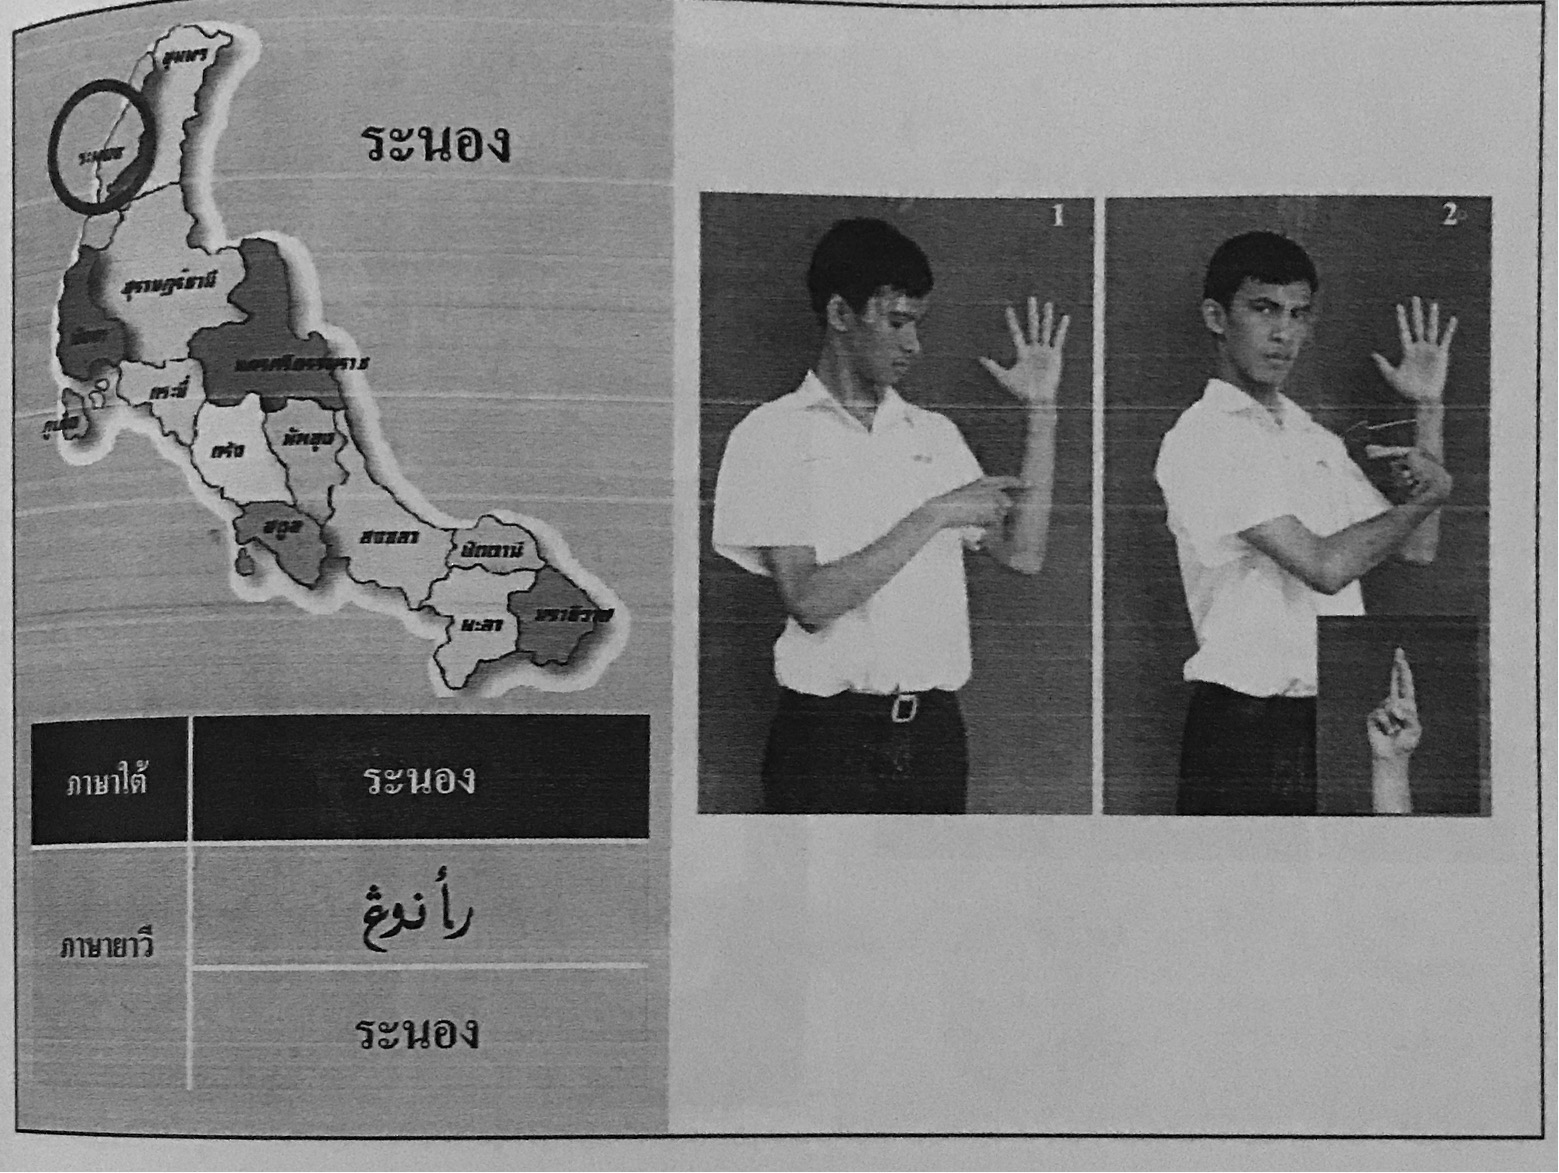 ชุมพร
ระนอง
ระนอง
สุราษฎร์ธานี
พังงา
นครศรีธรรมราช
กระบี่
ภูเก็ต
ตรัง
พัทลุง
สตูล
สงขลา
ปัตตานี
ยะลา
นราธิวาส
1
2
ภาษาใต้
ระนอง
ภาษายาวี
رأندوڠ
ระนอง